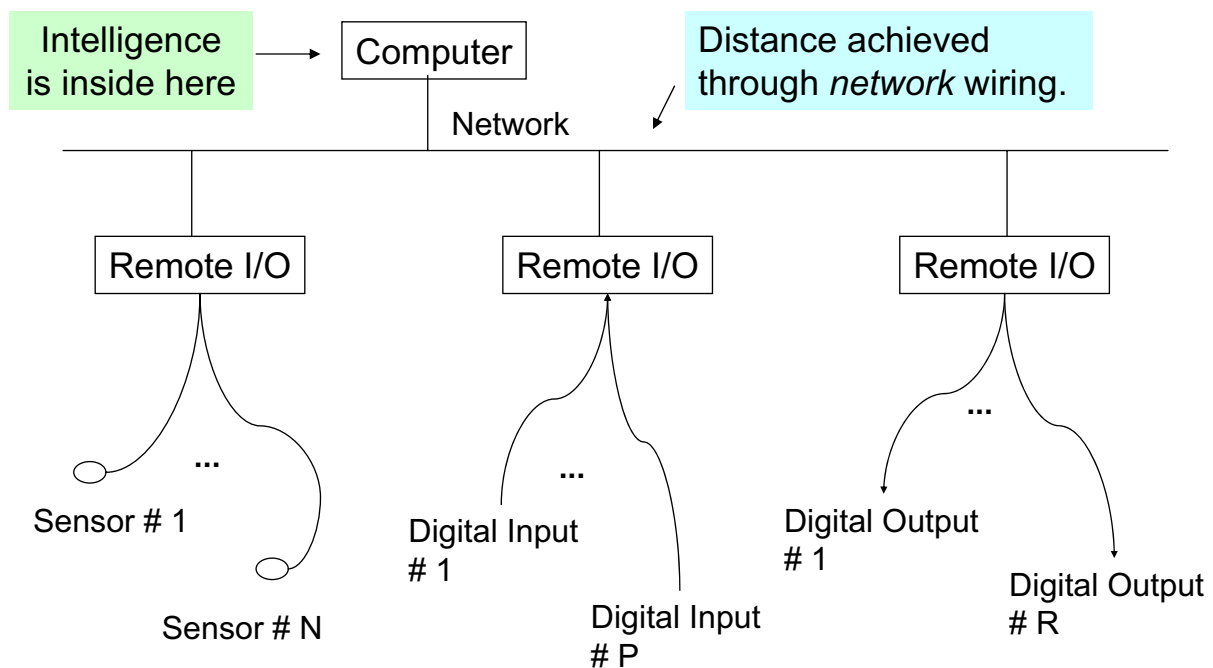 Intelligence
is inside here
Computer
Distance achieved
through network wiring.
Network
Remote I/O
Remote I/O
Remote I/O
...
Sensor # 1
Sensor # N
...
Digital Input
# 1
Digital Input
# P
...
Digital Output
# 1
Digital Output
# R